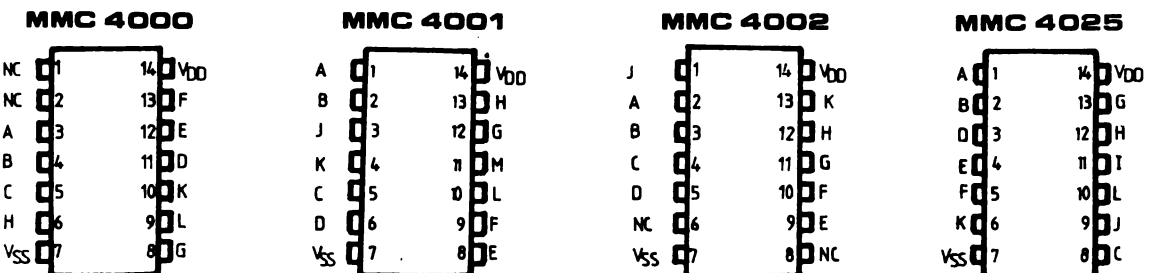 MMC 4000 MMC 4001 MMC 4002 MMC 4025
NC 1 14 VDD A 1 14 VDD J 1 14 VDD A 1 14 VDD
NC 2 13 F B 2 13 H A 2 13 K B 2 13 G
A 3 12 E J 3 12 G B 3 12 H D 3 12 H
B 4 11 D K 4 11 M C 4 11 G E 4 11 I
C 5 10 K C 5 10 L D 5 10 F F 5 10 L
H 6 9 L D 6 9 F NC 6 9 E K 6 9 J
VSS 7 8 G VSS 7 8 E VSS 7 8 NC VSS 7 8 C